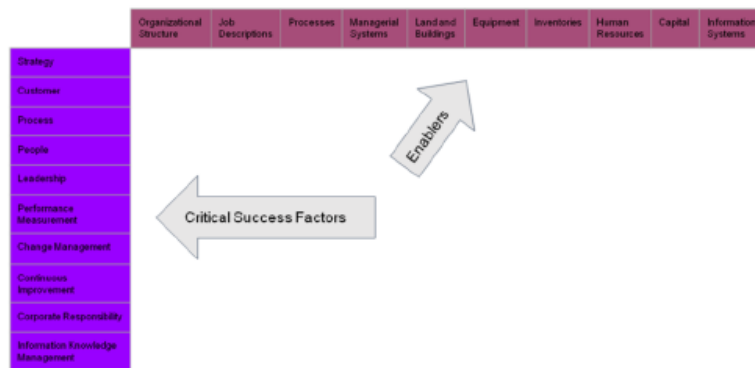 Organizational Structure
Job Descriptions
Processes
Managerial Systems
Land and Buildings
Equipment
Inventories
Human Resources
Capital
Information Systems
Strategy
Customer
Process
People
Leadership
Performance Measurement
Change Management
Continuous Improvement
Corporate Responsibility
Information Knowledge Management
Enablers
Critical Success Factors